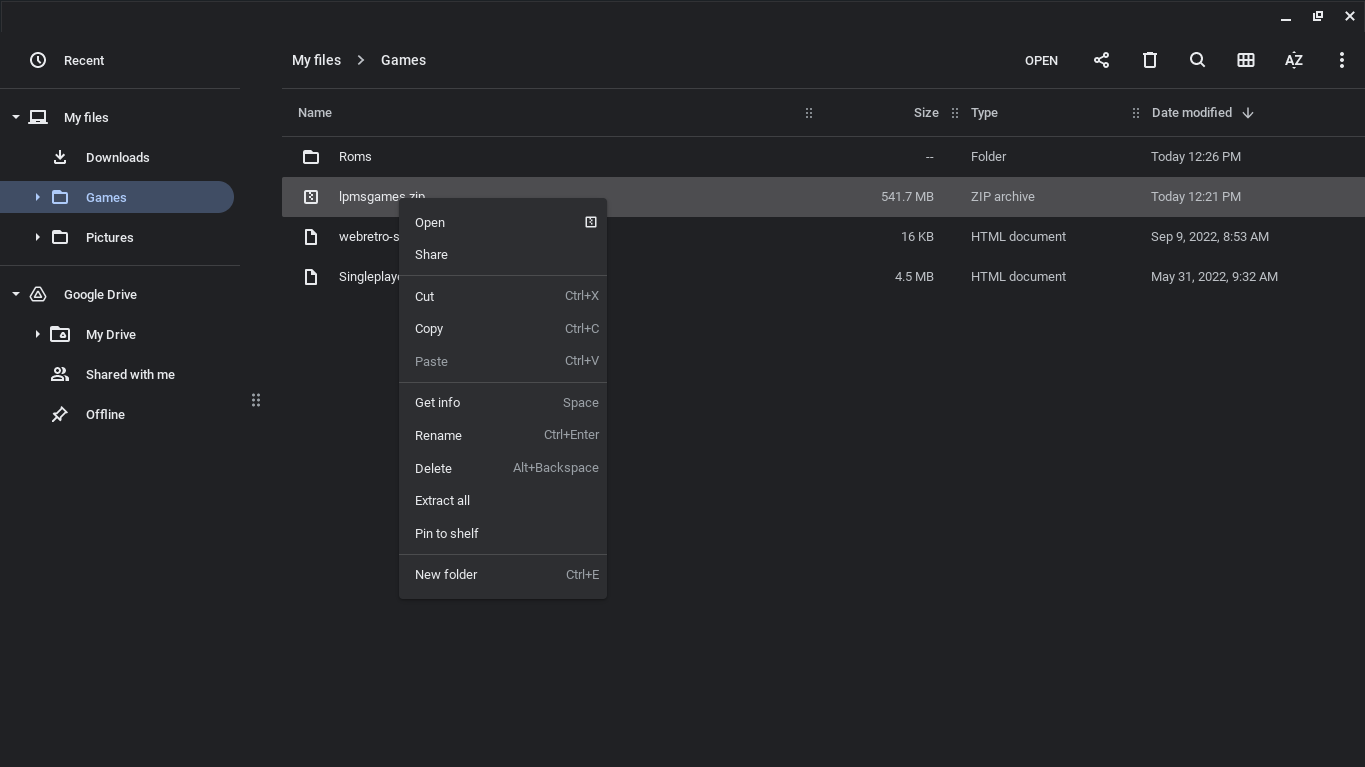 Recent
My files
Downloads
Games
Pictures
Google Drive
My Drive
Shared with me
Offline
My files > Games
OPEN
AZ
Name Size Type Date modified
Roms -- Folder Today 12:26 PM
lpmsgames.zip 541.7 MB ZIP archive Today 12:21 PM
webretro-s 16 KB HTML document Sep 9, 2022, 8:53 AM
Singleplaye 4.5 MB HTML document May 31, 2022, 9:32 AM
Open
Share
Cut Ctrl+X
Copy Ctrl+C
Paste Ctrl+V
Get info Space
Rename Ctrl+Enter
Delete Alt+Backspace
Extract all
Pin to shelf
New folder Ctrl+E